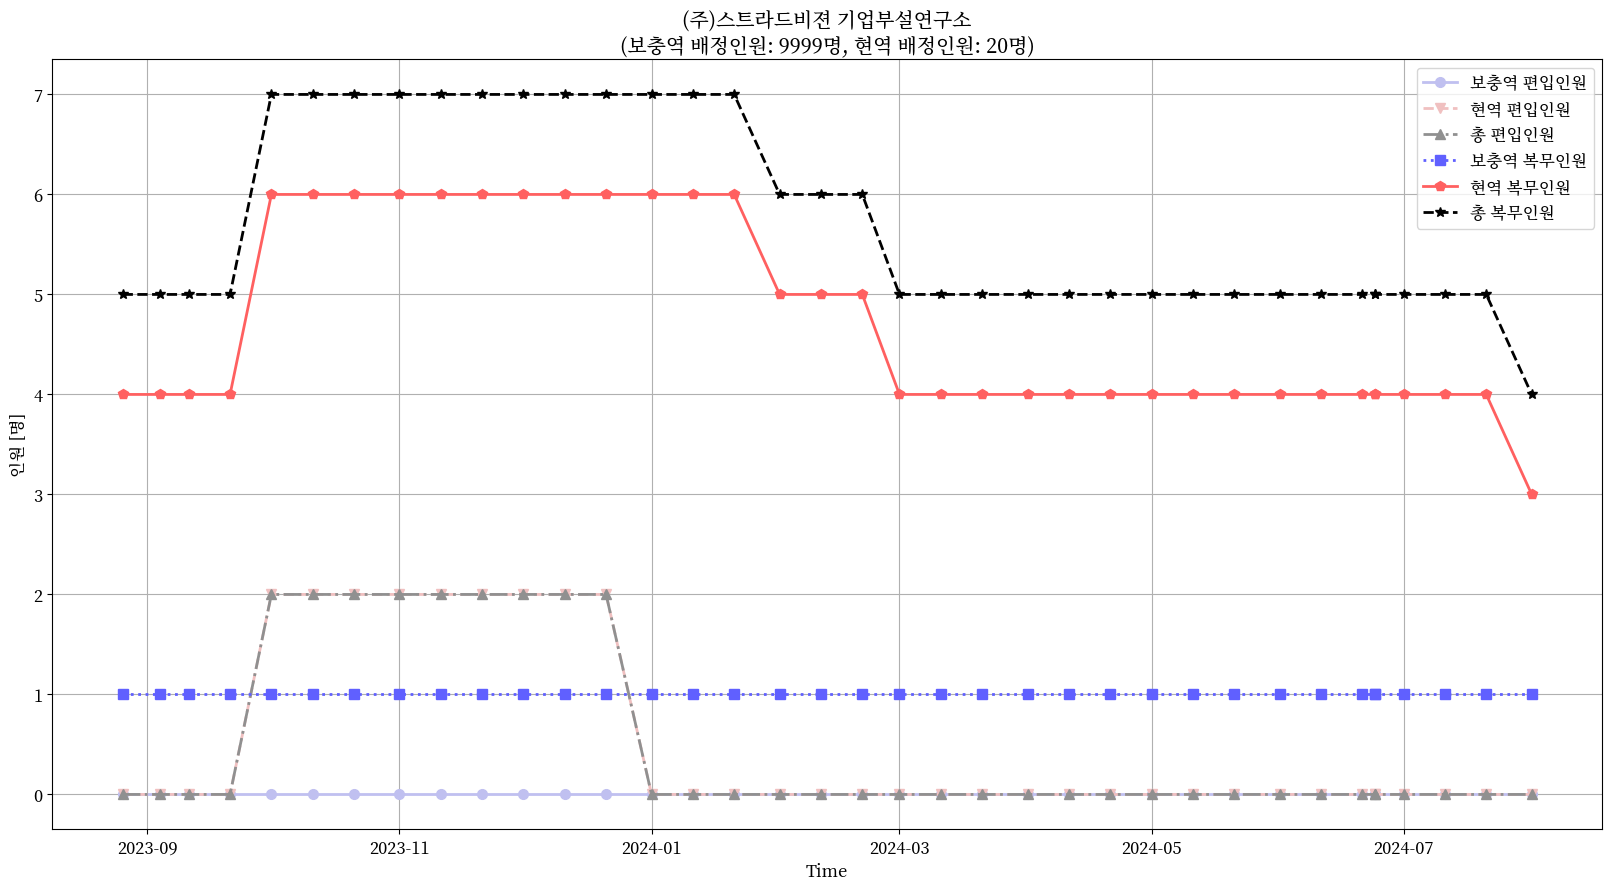 (주)스트라드비젼 기업부설연구소
(보충역 배정인원: 9999명, 현역 배정인원: 20명)
보충역 편입인원
현역 편입인원
총 편입인원
보충역 복무인원
현역 복무인원
총 복무인원
인원 [명]
7
6
5
4
3
2
1
0
2023-09
2023-11
2024-01
2024-03
2024-05
2024-07
Time